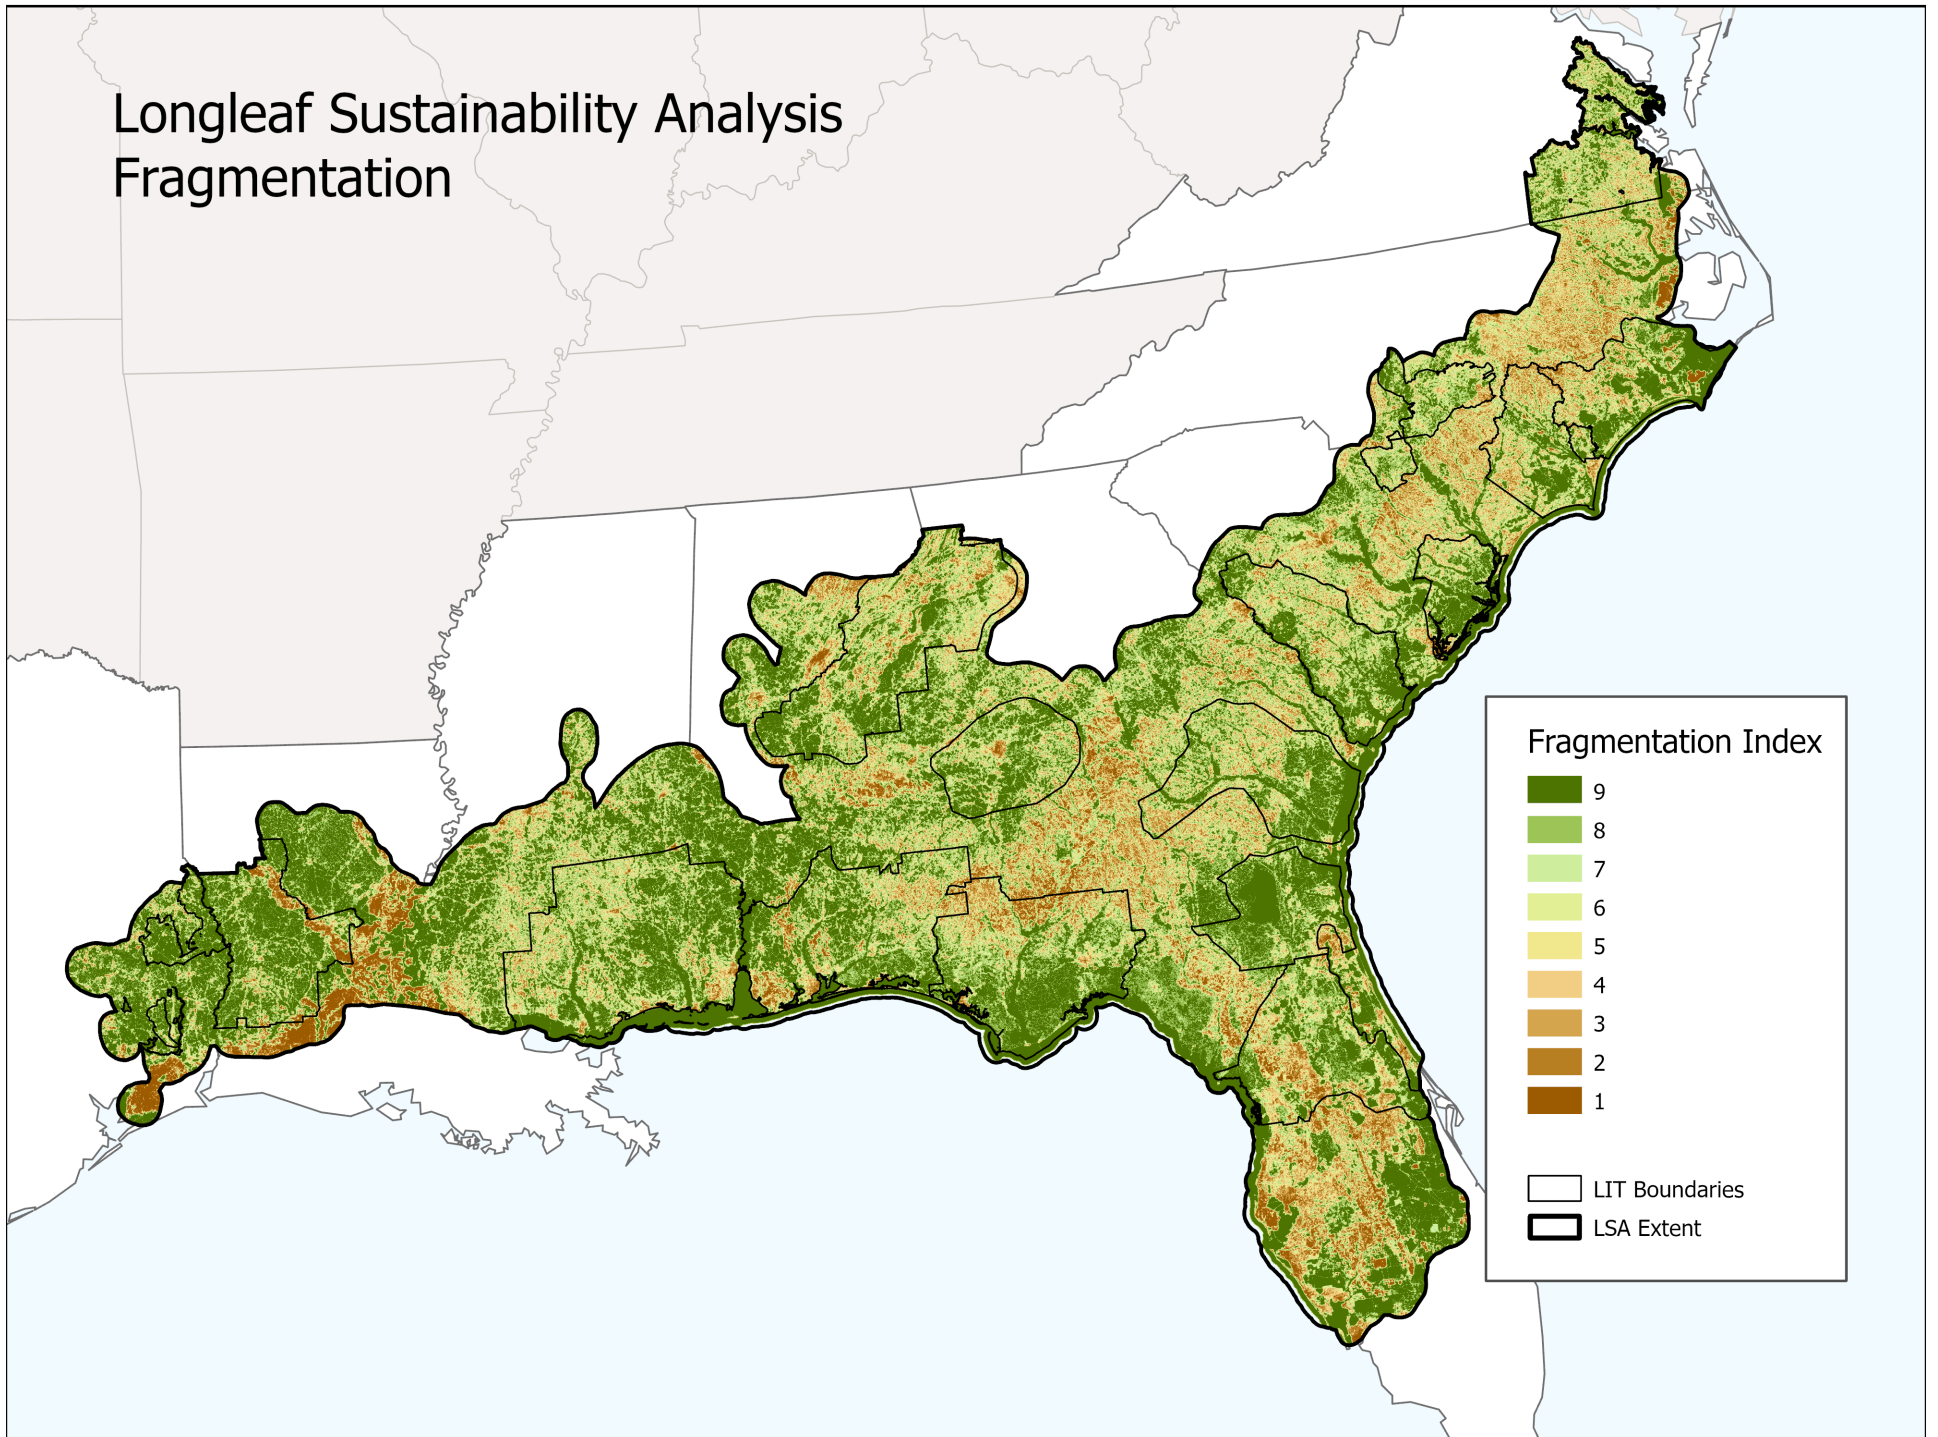 Longleaf Sustainability Analysis
Fragmentation
Fragmentation Index
9
8
7
6
5
4
3
2
1
LIT Boundaries
LSA Extent